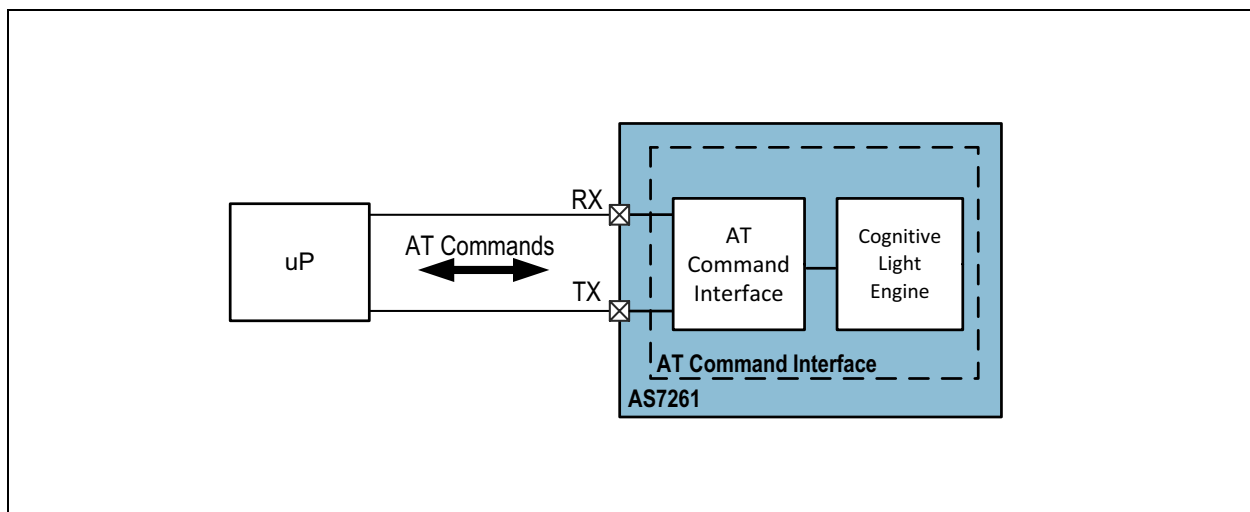 uP
RX
AT Commands
TX
AT
Command
Interface
Cognitive
Light
Engine
AT Command Interface
AS7261